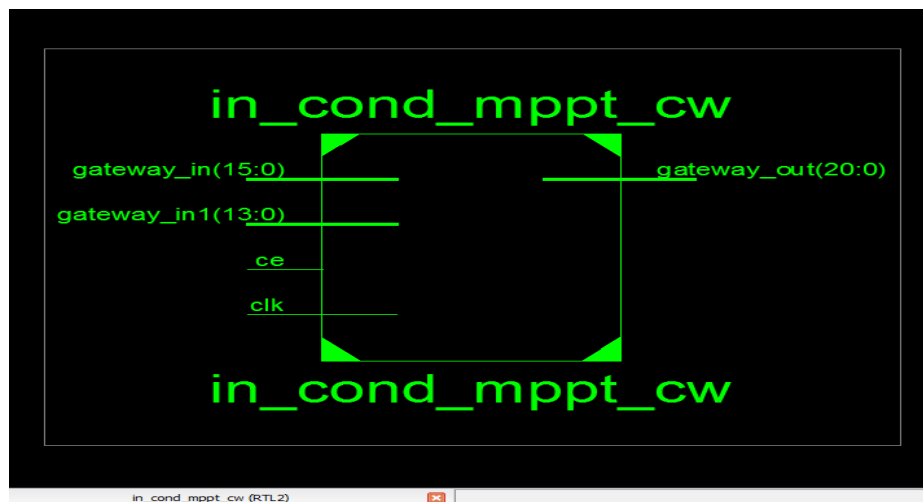 in_cond_mppt_cw
gateway_in(15:0)
gateway_out(20:0)
gateway_in1(13:0)
ce
clk
in_cond_mppt_cw
in_cond_mppt_cw (RTL2)